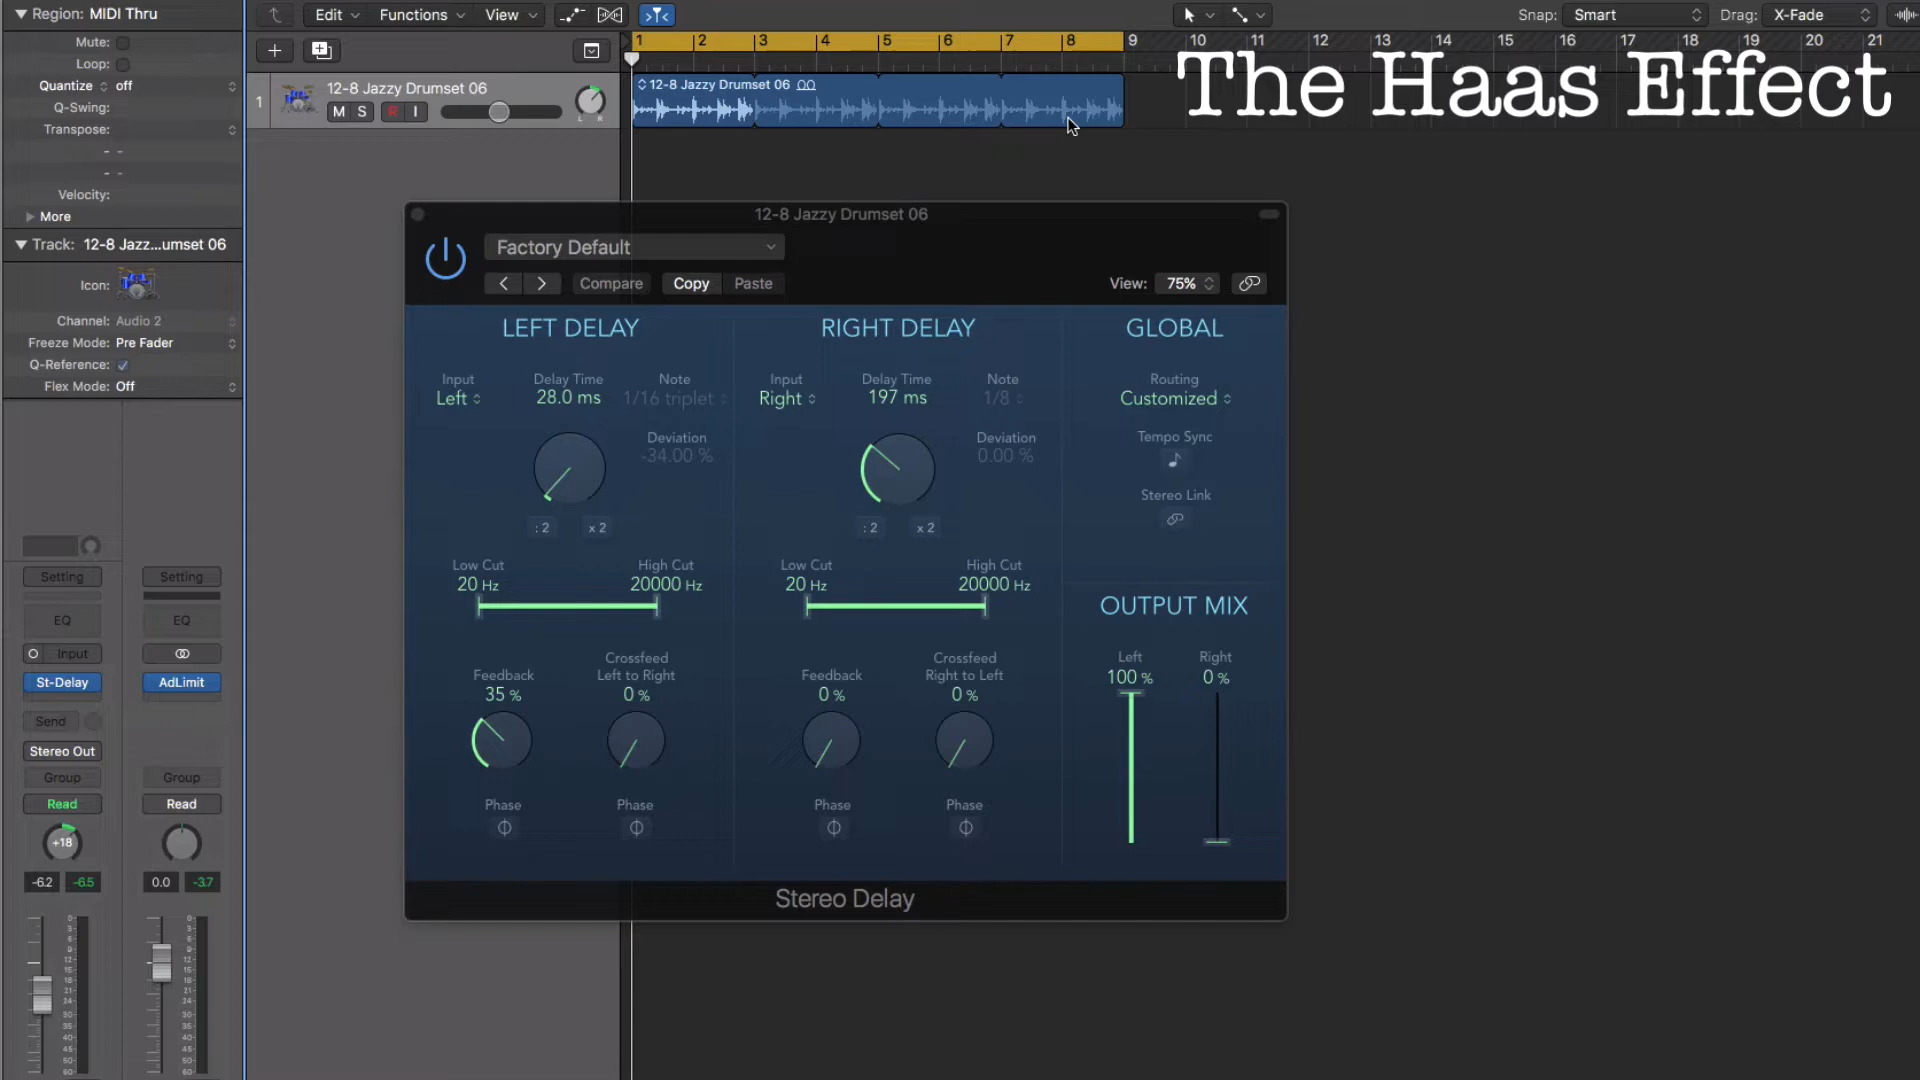 Region: MIDI Thru
Mute:
Loop:
Quantize off
Q-Swing:
Transpose:
- -
- -
Velocity:
More
Track: 12-8 Jazz...umset 06
Icon:
Channel: Audio 2
Freeze Mode: Pre Fader
Q-Reference:
Flex Mode: Off
Setting Setting
EQ EQ
Input
St-Delay AdLimit
Send
Stereo Out
Group Group
Read Read
+18
-6.2 -6.5 0.0 -3.7
Edit Functions View
Snap: Smart Drag: X-Fade
1 2 3 4 5 6 7 8 9 10 11 12 13 14 15 16 17 18 19 20 21
The Haas Effect
1 12-8 Jazzy Drumset 06
M S R I
L R
12-8 Jazzy Drumset 06
12-8 Jazzy Drumset 06
Factory Default
Compare Copy Paste
View: 75%
LEFT DELAY RIGHT DELAY GLOBAL
Input Delay Time Note Input Delay Time Note Routing
Left 28.0 ms 1/16 triplet Right 197 ms 1/8 Customized
Deviation Deviation Tempo Sync
-34.00 % 0.00 %
Stereo Link
: 2 x 2 : 2 x 2
Low Cut High Cut Low Cut High Cut
20 Hz 20000 Hz 20 Hz 20000 Hz
OUTPUT MIX
Feedback Crossfeed Left to Right Feedback Crossfeed Right to Left Left Right
35 % 0 % 0 % 0 % 100 % 0 %
Phase Phase Phase Phase
Stereo Delay